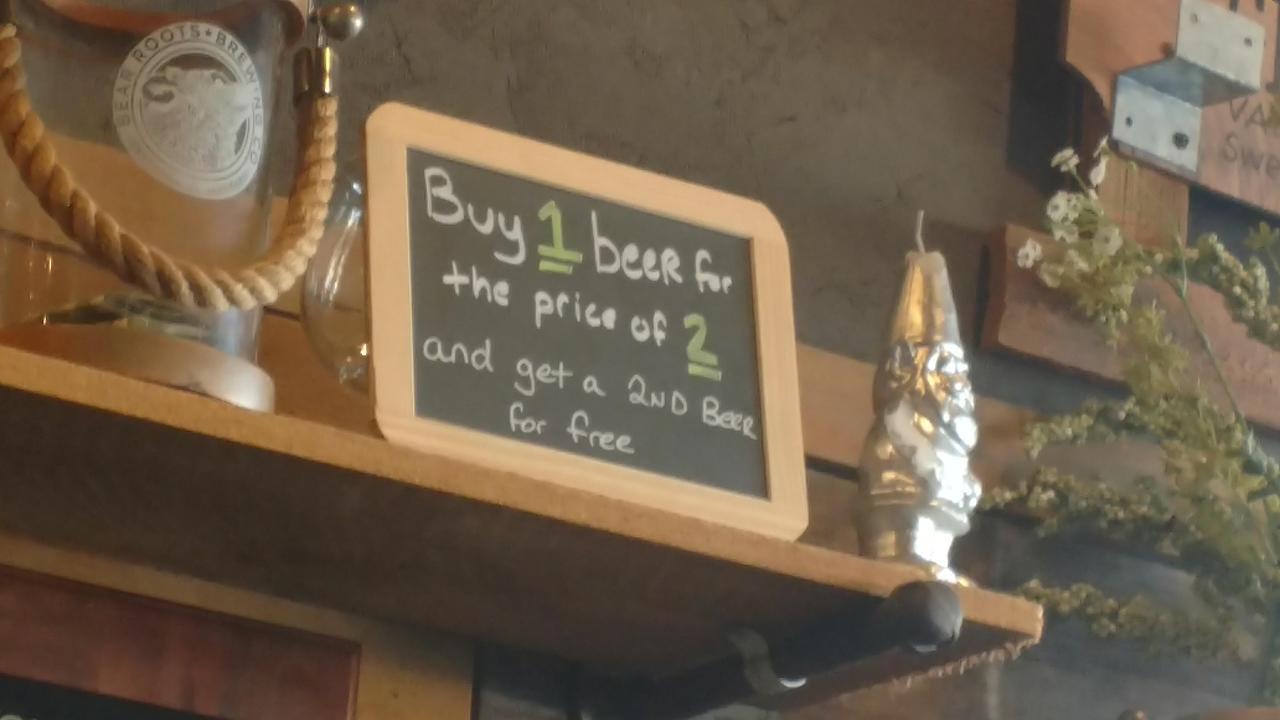 BEAR ROOTS★BREWING CO
Buy 1 beer for
the price of 2
and get a 2ND BEER
for free